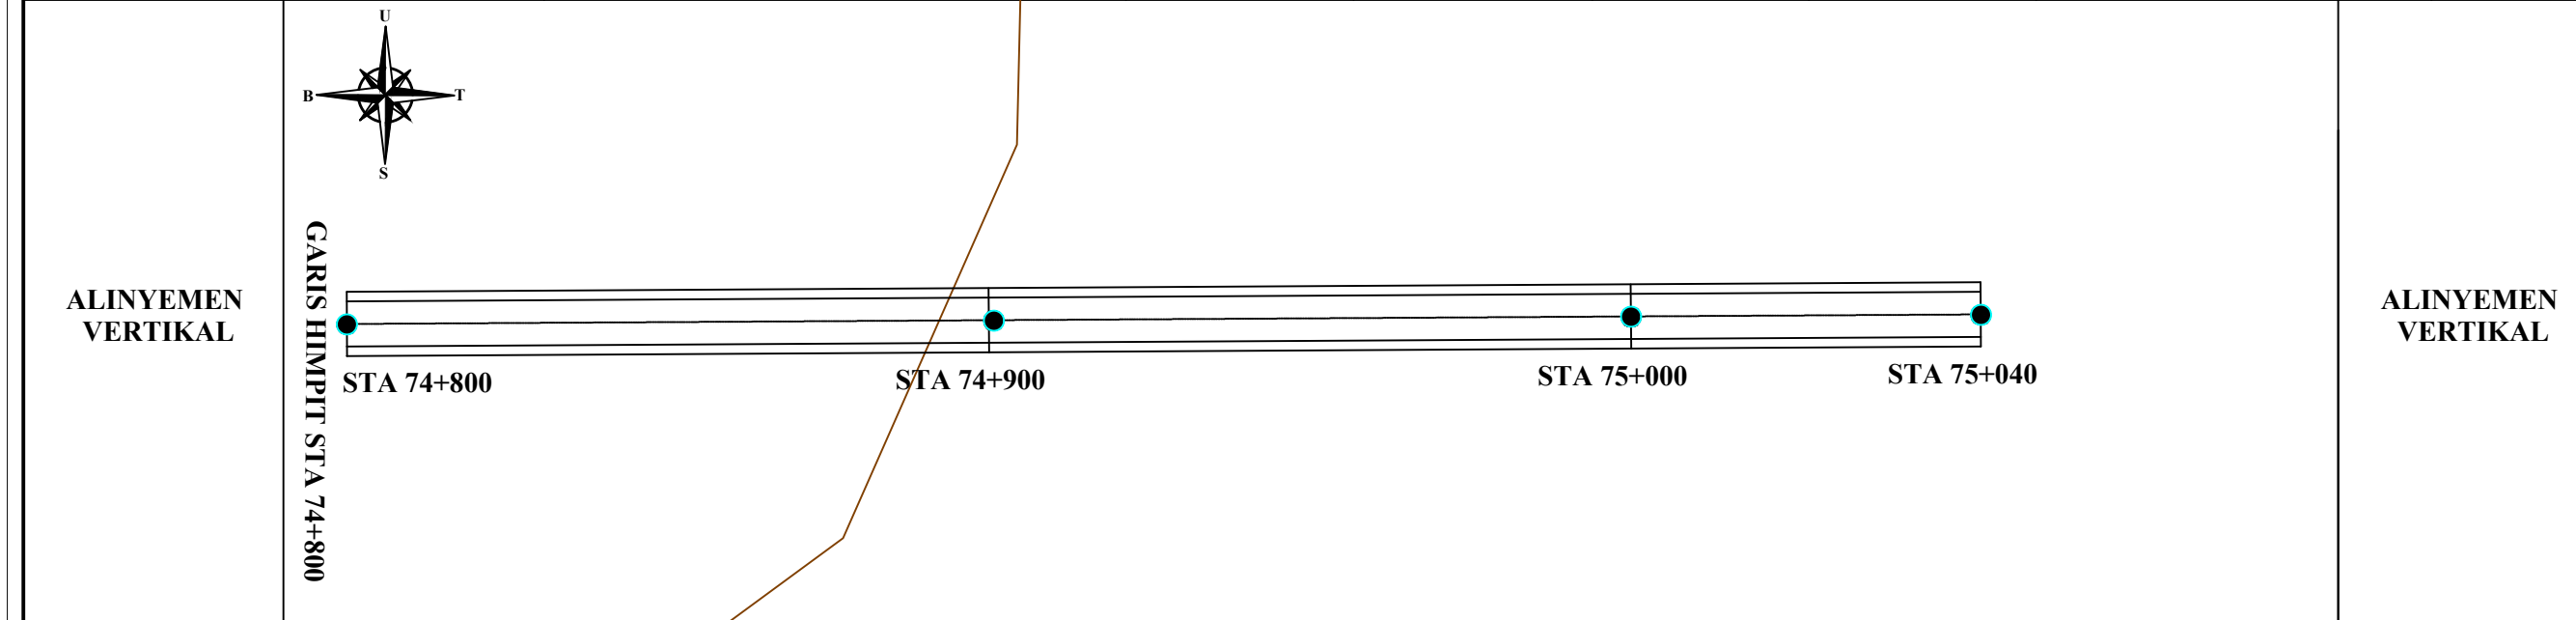 U
B
T
S
GARIS HIMPIT STA 74+800
ALINYEMEN
VERTIKAL
STA 74+800
STA 74+900
STA 75+000
STA 75+040
ALINYEMEN
VERTIKAL